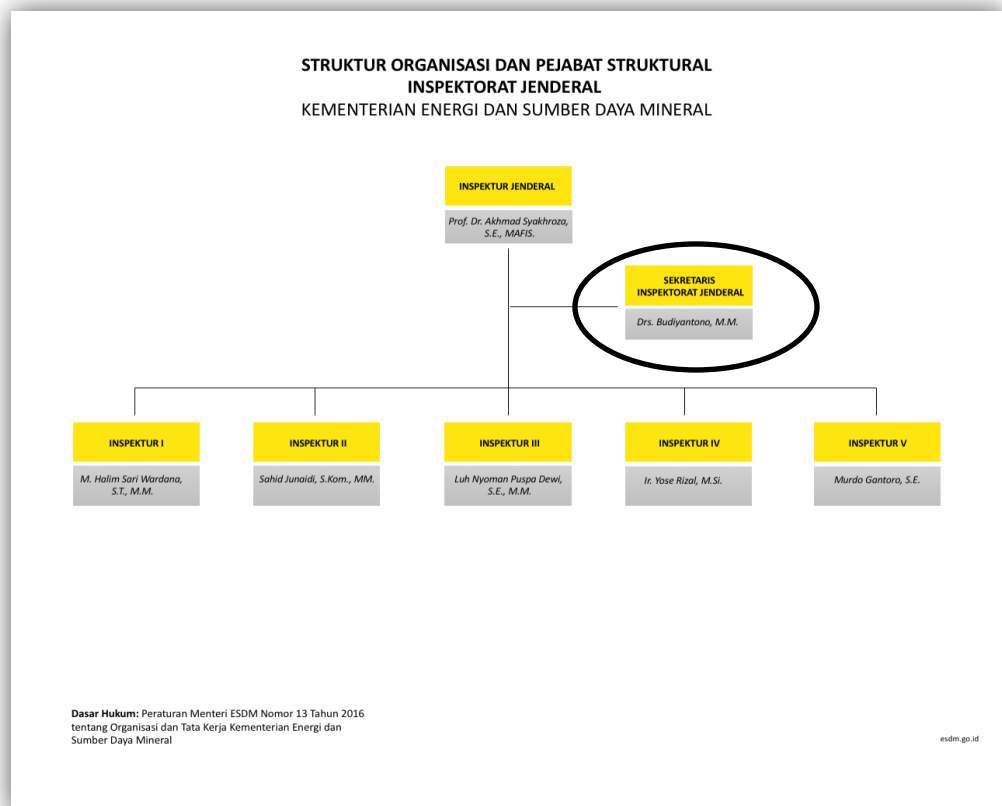 STRUKTUR ORGANISASI DAN PEJABAT STRUKTURAL
INSPEKTORAT JENDERAL
KEMENTERIAN ENERGI DAN SUMBER DAYA MINERAL
INSPEKTUR JENDERAL
Prof. Dr. Akhmad Syakhroza,
S.E., MAFIS.
SEKRETARIS
INSPEKTORAT JENDERAL
Drs. Budiyantono, M.M.
INSPEKTUR I
M. Halim Sari Wardana,
S.T., M.M.
INSPEKTUR II
Sahid Junaidi, S.Kom., MM.
INSPEKTUR III
Luh Nyoman Puspa Dewi,
S.E., M.M.
INSPEKTUR IV
Ir. Yose Rizal, M.Si.
INSPEKTUR V
Murdo Gantoro, S.E.
Dasar Hukum: Peraturan Menteri ESDM Nomor 13 Tahun 2016
tentang Organisasi dan Tata Kerja Kementerian Energi dan
Sumber Daya Mineral
esdm.go.id